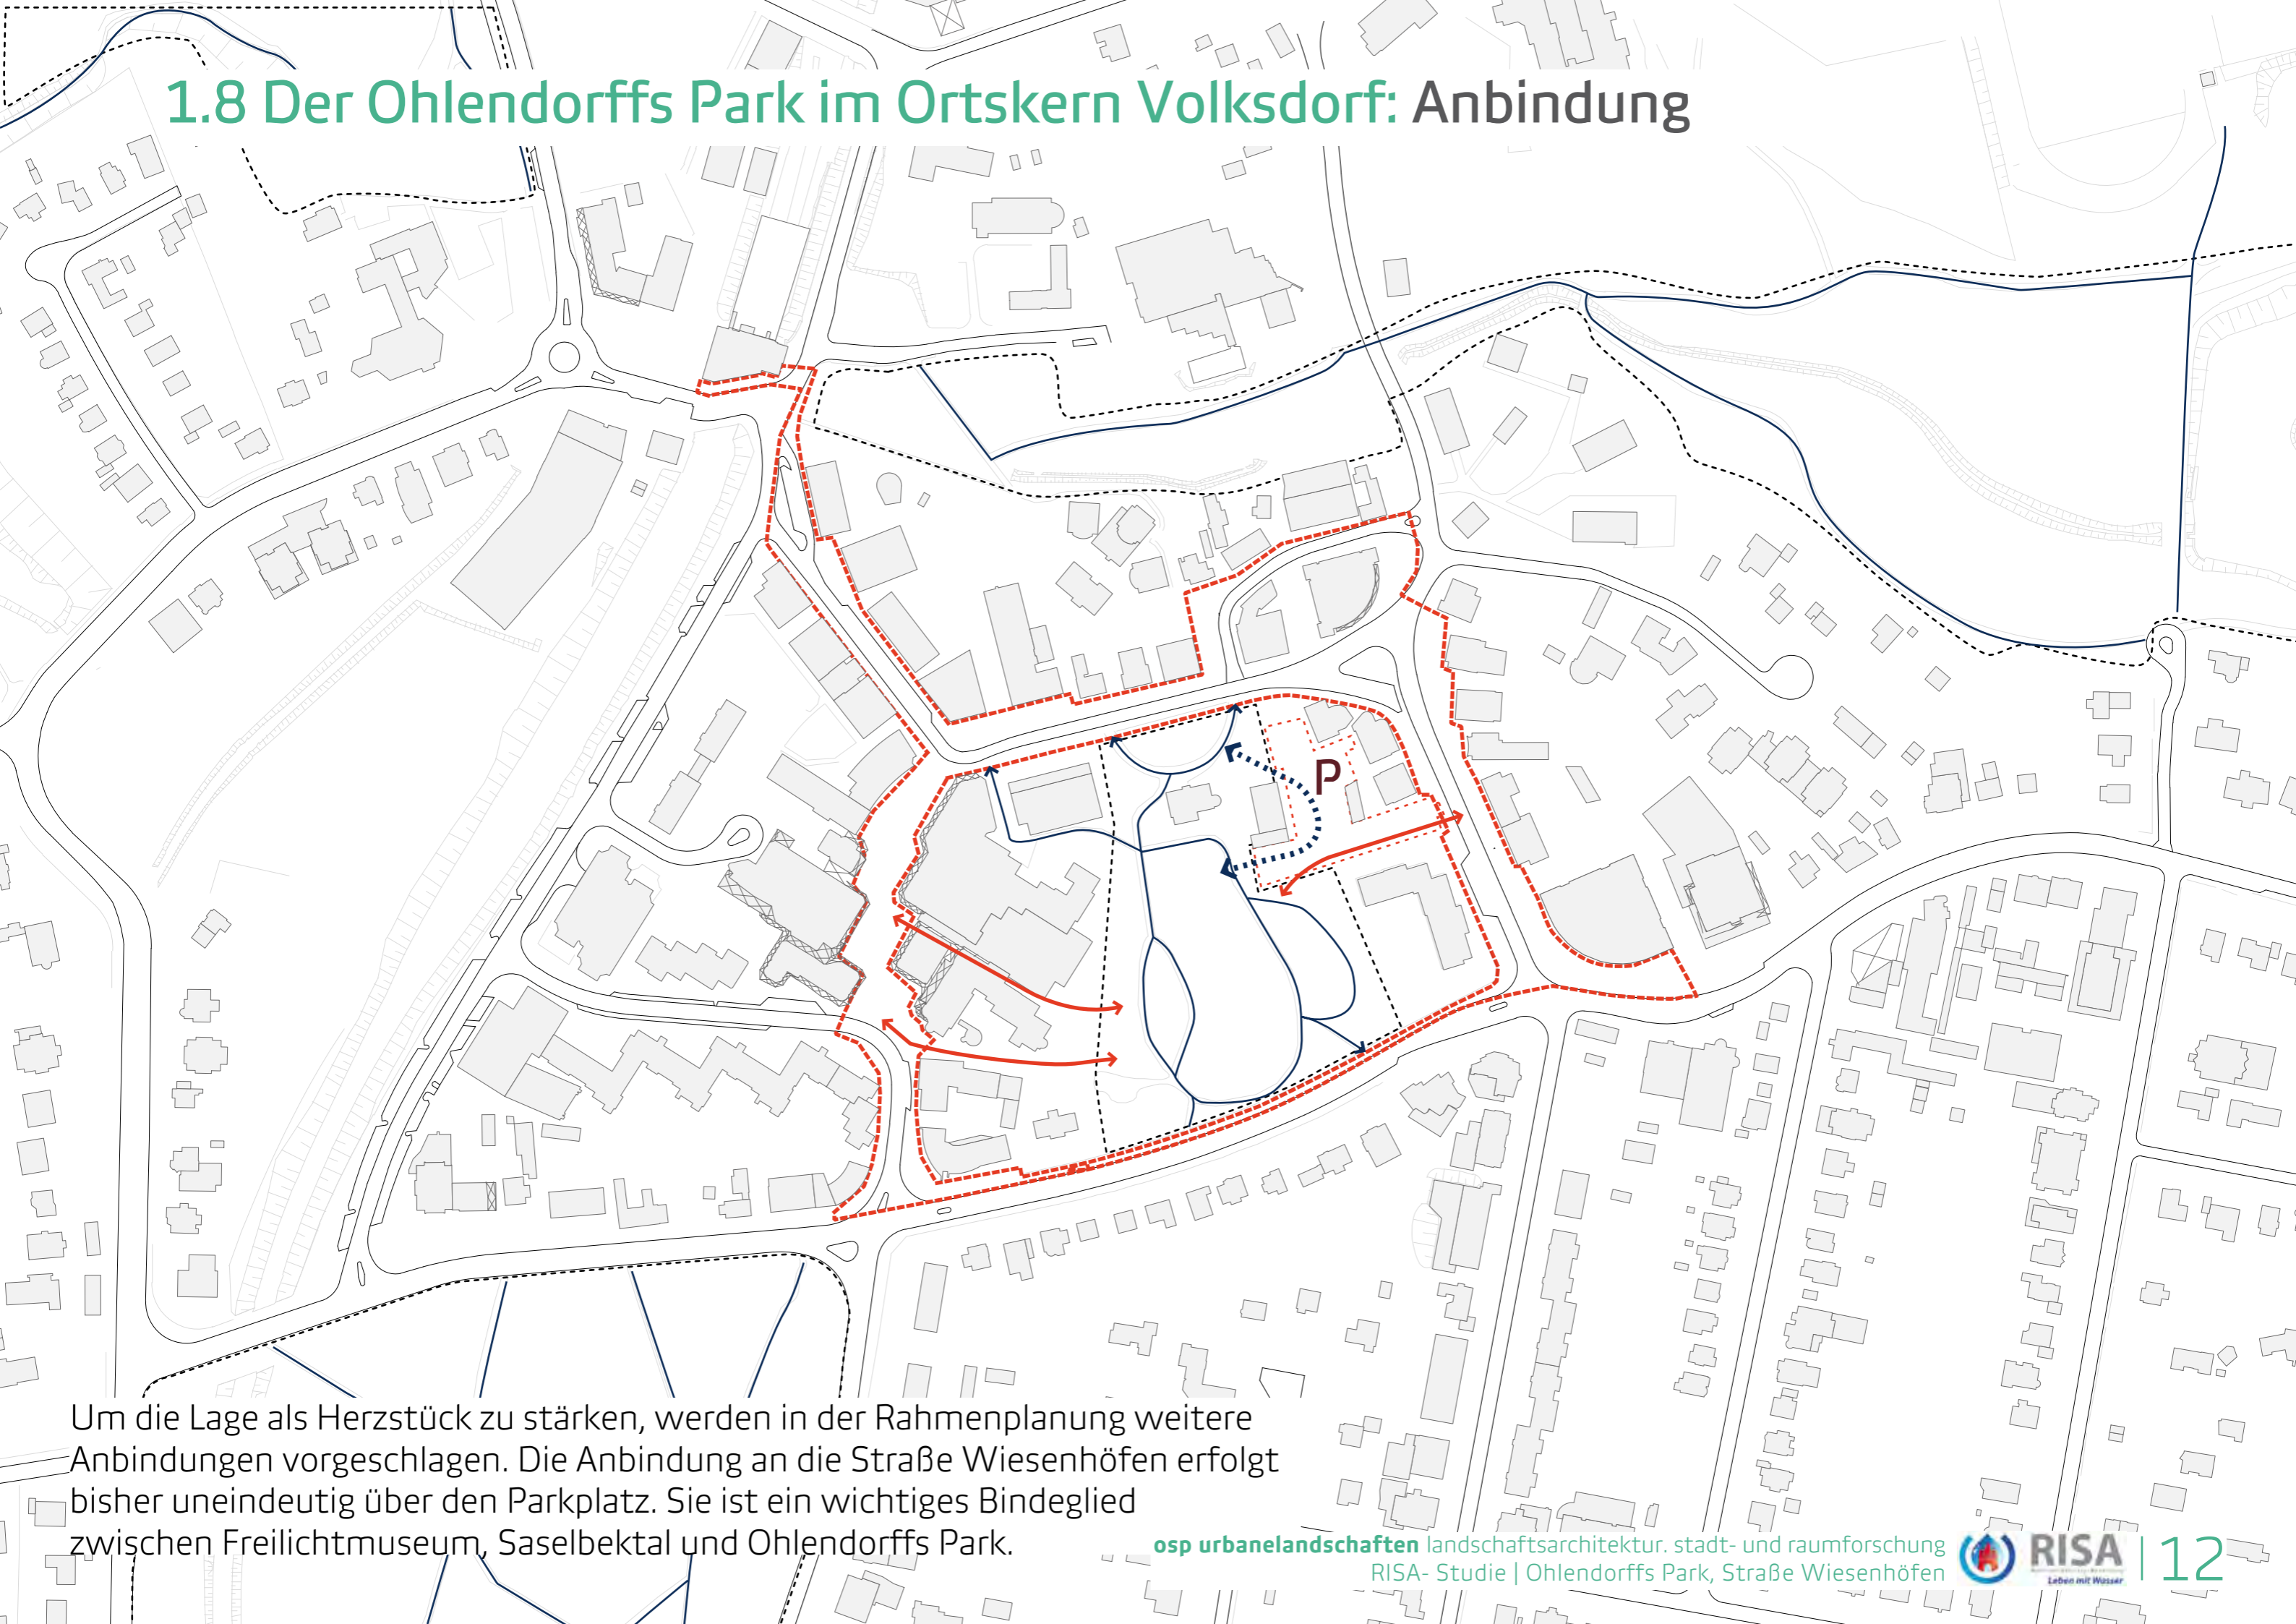 1.8 Der Ohlendorffs Park im Ortskern Volksdorf: Anbindung
P
Um die Lage als Herzstück zu stärken, werden in der Rahmenplanung weitere
Anbindungen vorgeschlagen. Die Anbindung an die Straße Wiesenhöfen erfolgt
bisher uneindeutig über den Parkplatz. Sie ist ein wichtiges Bindeglied
zwischen Freilichtmuseum, Saselbektal und Ohlendorffs Park.
osp urbanelandschaften landschaftsarchitektur. stadt- und raumforschung
RISA- Studie | Ohlendorffs Park, Straße Wiesenhöfen
RISA
Leben mit Wasser
| 12